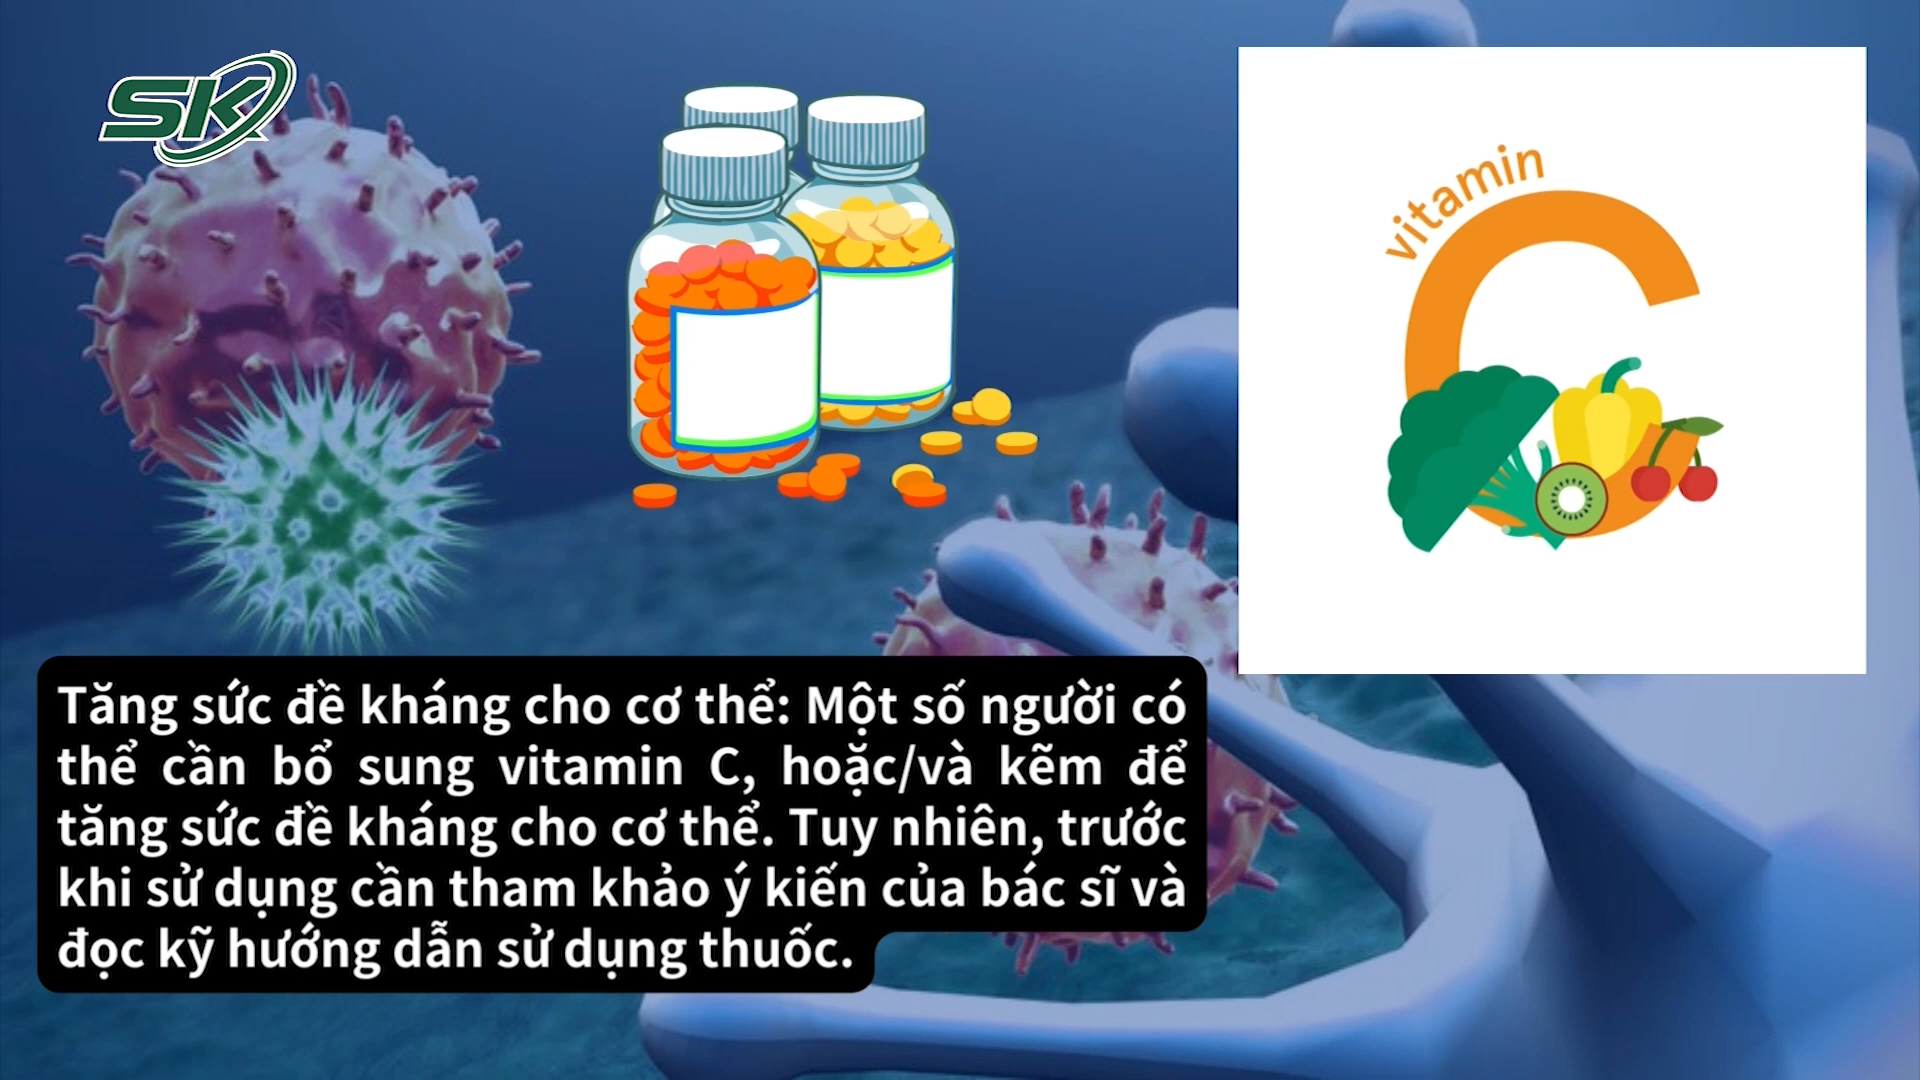 SK
vitamin
Tăng sức đề kháng cho cơ thể: Một số người có
thể cần bổ sung vitamin C, hoặc/và kẽm để
tăng sức đề kháng cho cơ thể. Tuy nhiên, trước
khi sử dụng cần tham khảo ý kiến của bác sĩ và
đọc kỹ hướng dẫn sử dụng thuốc.